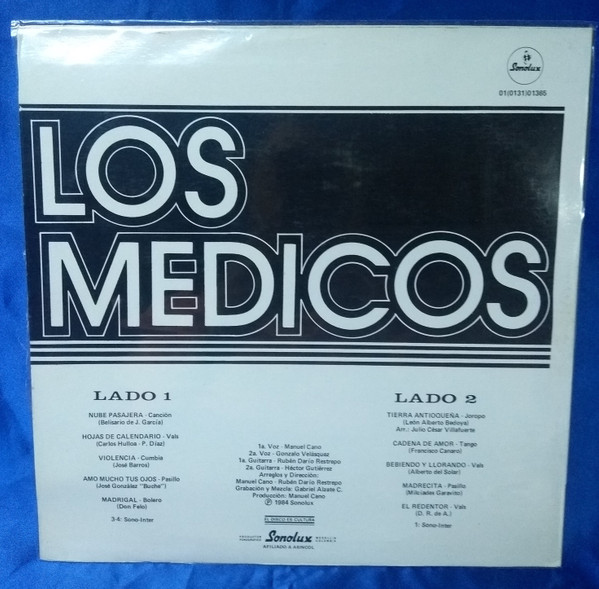 Sonolux
01(0131)01365
LOS
MEDICOS
LADO 1
NUBE PASAJERA - Canción
(Belisario de J. García)
HOJAS DE CALENDARIO - Vals
(Carlos Hulloa - P. Díaz)
VIOLENCIA - Cumbia
(José Barros)
AMO MUCHO TUS OJOS - Pasillo
(José González "Buche")
MADRIGAL - Bolero
(Don Felo)
3-4: Sono-Inter
1a. Voz - Manuel Cano
2a. Voz - Gonzalo Velázquez
1a. Guitarra - Rubén Darío Restrepo
2a. Guitarra - Héctor Gutiérrez
Arreglos y Dirección:
Manuel Cano - Rubén Darío Restrepo
Grabación y Mezcla: Gabriel Alzate C.
Producción: Manuel Cano
℗ 1984 Sonolux
EL DISCO ES CULTURA
Sonolux
MEDELLIN COLOMBIA
AFILIADO A ASINCOL
LADO 2
TIERRA ANTIOQUEÑA - Joropo
(León Alberto Bedoya)
Arr.: Julio César Villafuerte
CADENA DE AMOR - Tango
(Francisco Canaro)
BEBIENDO Y LLORANDO - Vals
(Alberto del Solar)
MADRECITA - Pasillo
(Milciades Garavito)
EL REDENTOR - Vals
(D. R. de A.)
1: Sono-Inter